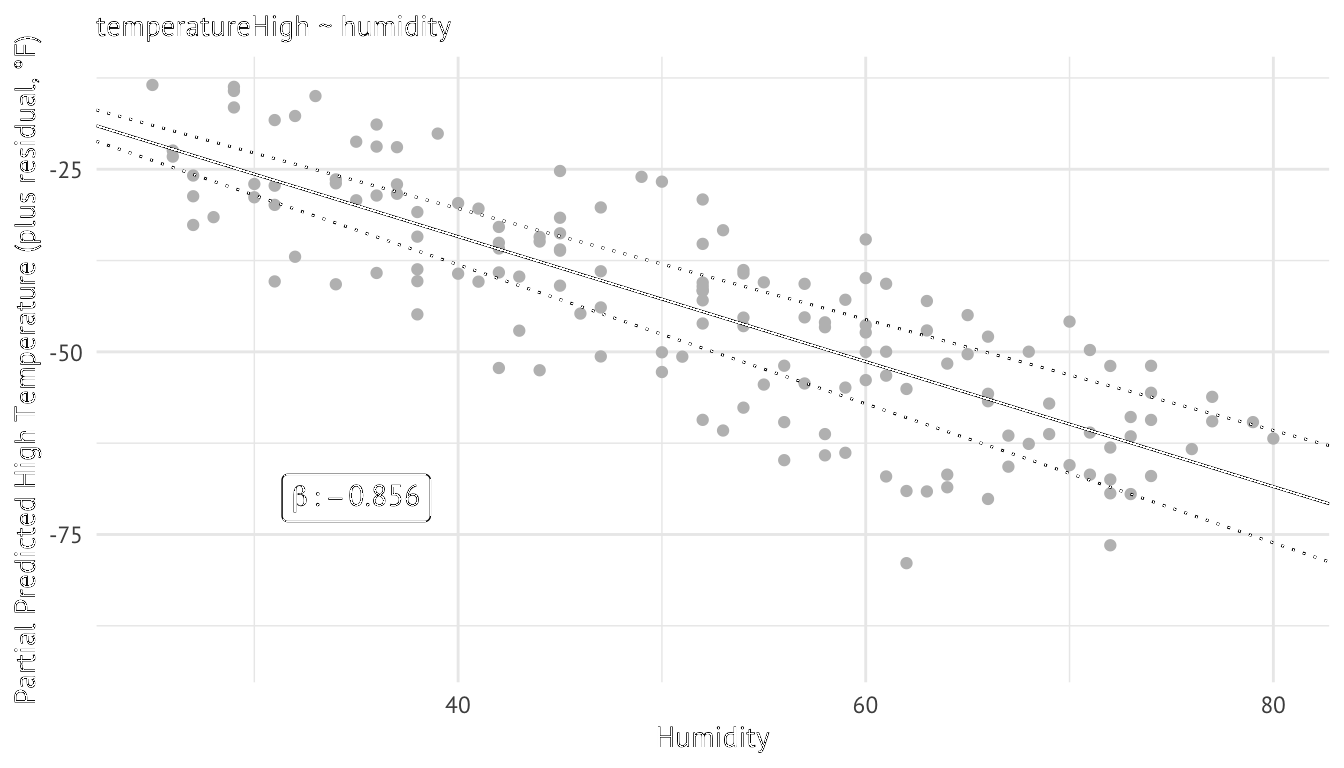 temperatureHigh ~ humidity
Partial Predicted High Temperature (plus residual, °F)
-25
-50
-75
β : −0.856
40
60
80
Humidity